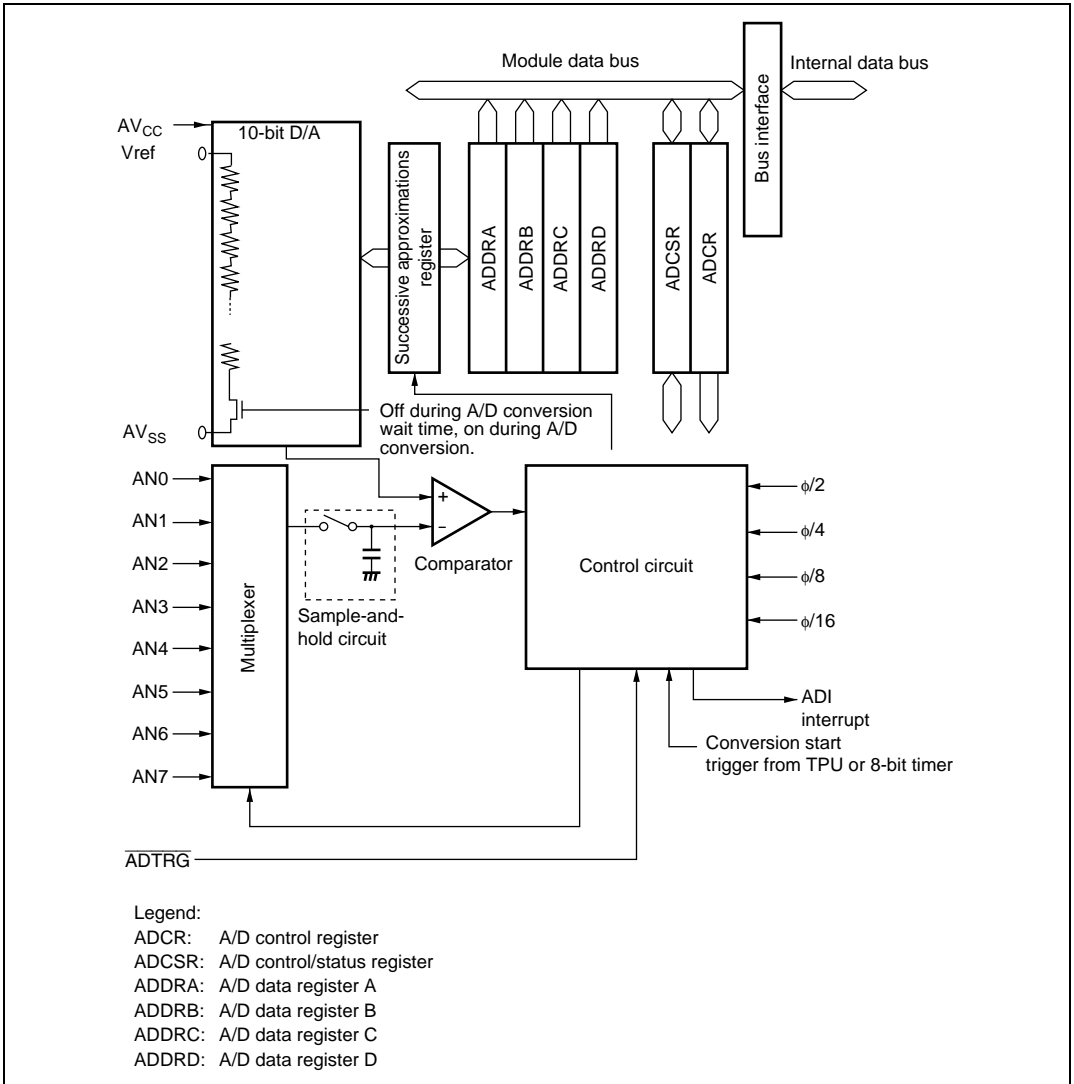 Module data bus
Internal data bus
Bus interface
AVCC
Vref
10-bit D/A
Successive approximations
register
ADDRA
ADDRB
ADDRC
ADDRD
ADCSR
ADCR
AVSS
Off during A/D conversion
wait time, on during A/D
conversion.
AN0
AN1
AN2
AN3
AN4
AN5
AN6
AN7
Multiplexer
+
−
Comparator
Sample-and-
hold circuit
Control circuit
ϕ/2
ϕ/4
ϕ/8
ϕ/16
ADI
interrupt
Conversion start
trigger from TPU or 8-bit timer
ADTRG
Legend:
ADCR: A/D control register
ADCSR: A/D control/status register
ADDRA: A/D data register A
ADDRB: A/D data register B
ADDRC: A/D data register C
ADDRD: A/D data register D